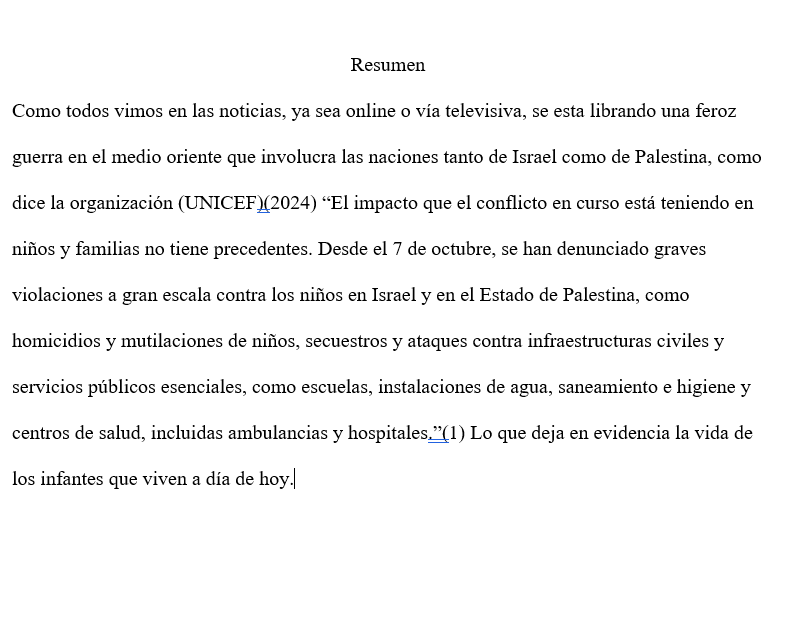 Resumen
Como todos vimos en las noticias, ya sea online o vía televisiva, se esta librando una feroz
guerra en el medio oriente que involucra las naciones tanto de Israel como de Palestina, como
dice la organización (UNICEF)(2024) “El impacto que el conflicto en curso está teniendo en
niños y familias no tiene precedentes. Desde el 7 de octubre, se han denunciado graves
violaciones a gran escala contra los niños en Israel y en el Estado de Palestina, como
homicidios y mutilaciones de niños, secuestros y ataques contra infraestructuras civiles y
servicios públicos esenciales, como escuelas, instalaciones de agua, saneamiento e higiene y
centros de salud, incluidas ambulancias y hospitales.”(1) Lo que deja en evidencia la vida de
los infantes que viven a día de hoy.